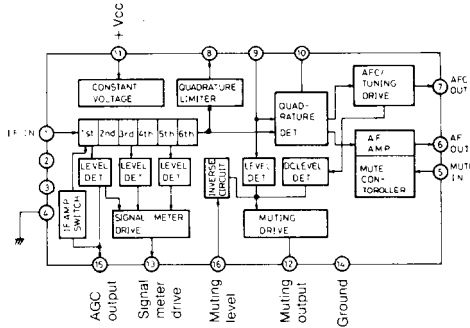 + Vcc
11
8
9
10
CONSTANT
VOLTAGE
QUADRATURE
LIMITER
QUAD-
RATURE
DET
AFC/
TUNING
DRIVE
7
AFC
OUT
IF IN
1
1st 2nd 3rd 4th 5th 6th
2
3
4
LEVEL
DET
LEVEL
DET
LEVEL
DET
INVERSE
CIRCUIT
LEVEL
DET
DCLEVEL
DET
AF
AMP
MUTE CON-
TOROLLER
6
AF
OUT
5
MUTI
IN
IF AMP
SWITCH
SIGNAL METER
DRIVE
MUTING DRIVE
15
13
16
12
14
AGC
output
Signal
meter
drive
Muting
level
Muting
output
Ground